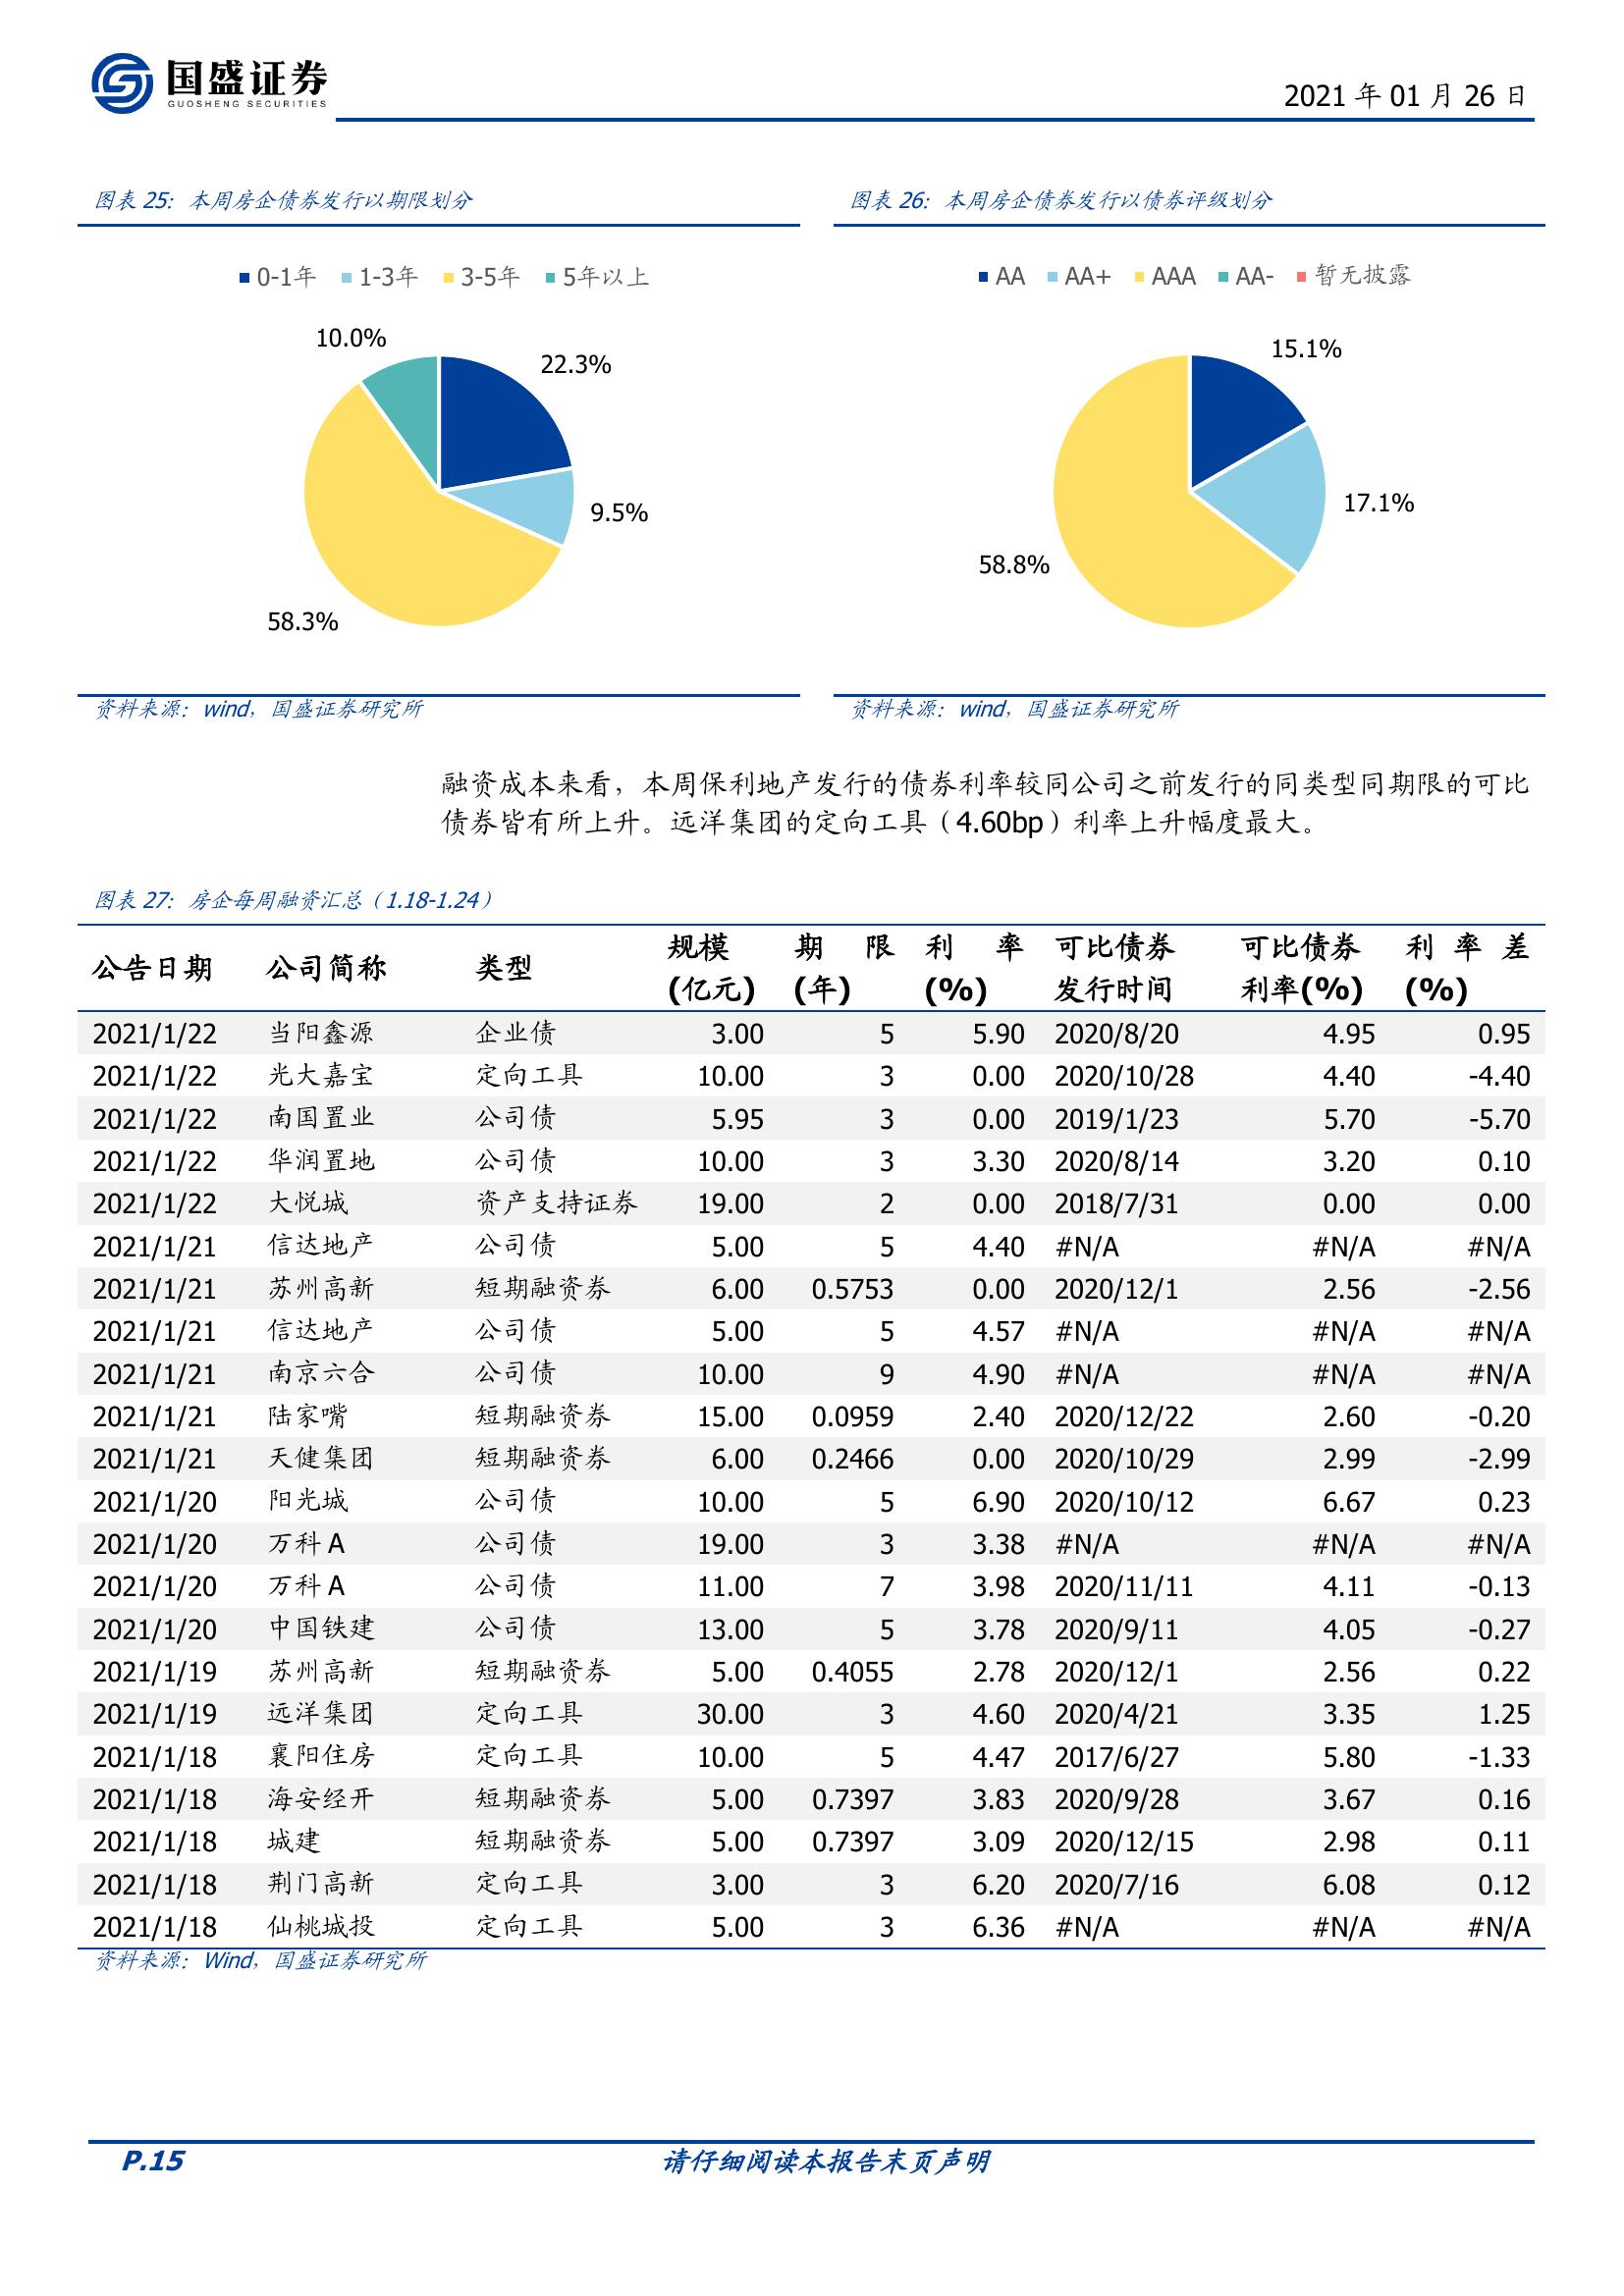 国盛证券
GUOSHENG SECURITIES
2021 年 01 月 26 日
图表 25：本周房企债券发行以期限划分
0-1年 1-3年 3-5年 5年以上
10.0%
22.3%
9.5%
58.3%
资料来源：wind，国盛证券研究所
图表 26：本周房企债券发行以债券评级划分
AA AA+ AAA AA- 暂无披露
15.1%
17.1%
58.8%
资料来源：wind，国盛证券研究所
融资成本来看，本周保利地产发行的债券利率较同公司之前发行的同类型同期限的可比
债券皆有所上升。远洋集团的定向工具（4.60bp）利率上升幅度最大。
图表 27：房企每周融资汇总（1.18-1.24）
公告日期 公司简称 类型 规模(亿元) 期限(年) 利率(%) 可比债券发行时间 可比债券利率(%) 利率差(%)
2021/1/22 当阳鑫源 企业债 3.00 5 5.90 2020/8/20 4.95 0.95
2021/1/22 光大嘉宝 定向工具 10.00 3 0.00 2020/10/28 4.40 -4.40
2021/1/22 南国置业 公司债 5.95 3 0.00 2019/1/23 5.70 -5.70
2021/1/22 华润置地 公司债 10.00 3 3.30 2020/8/14 3.20 0.10
2021/1/22 大悦城 资产支持证券 19.00 2 0.00 2018/7/31 0.00 0.00
2021/1/21 信达地产 公司债 5.00 5 4.40 #N/A #N/A #N/A
2021/1/21 苏州高新 短期融资券 6.00 0.5753 0.00 2020/12/1 2.56 -2.56
2021/1/21 信达地产 公司债 5.00 5 4.57 #N/A #N/A #N/A
2021/1/21 南京六合 公司债 10.00 9 4.90 #N/A #N/A #N/A
2021/1/21 陆家嘴 短期融资券 15.00 0.0959 2.40 2020/12/22 2.60 -0.20
2021/1/21 天健集团 短期融资券 6.00 0.2466 0.00 2020/10/29 2.99 -2.99
2021/1/20 阳光城 公司债 10.00 5 6.90 2020/10/12 6.67 0.23
2021/1/20 万科A 公司债 19.00 3 3.38 #N/A #N/A #N/A
2021/1/20 万科A 公司债 11.00 7 3.98 2020/11/11 4.11 -0.13
2021/1/20 中国铁建 公司债 13.00 5 3.78 2020/9/11 4.05 -0.27
2021/1/19 苏州高新 短期融资券 5.00 0.4055 2.78 2020/12/1 2.56 0.22
2021/1/19 远洋集团 定向工具 30.00 3 4.60 2020/4/21 3.35 1.25
2021/1/18 襄阳住房 定向工具 10.00 5 4.47 2017/6/27 5.80 -1.33
2021/1/18 海安经开 短期融资券 5.00 0.7397 3.83 2020/9/28 3.67 0.16
2021/1/18 城建 短期融资券 5.00 0.7397 3.09 2020/12/15 2.98 0.11
2021/1/18 荆门高新 定向工具 3.00 3 6.20 2020/7/16 6.08 0.12
2021/1/18 仙桃城投 定向工具 5.00 3 6.36 #N/A #N/A #N/A
资料来源：Wind，国盛证券研究所
P.15 请仔细阅读本报告末页声明